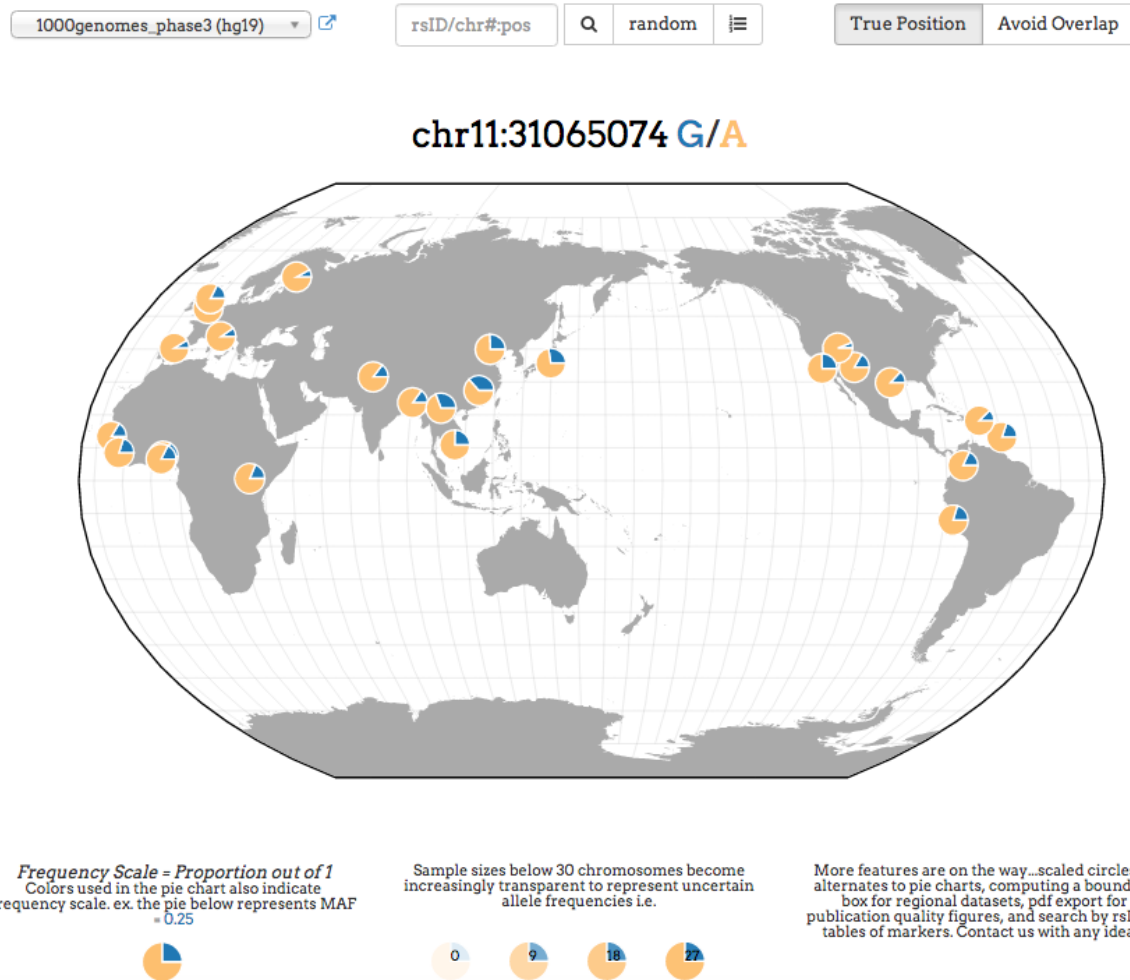 1000genomes_phase3 (hg19)
rsID/chr#:pos
random
True Position
Avoid Overlap
chr11:31065074 G/A
Frequency Scale = Proportion out of 1
Colors used in the pie chart also indicate
requency scale. ex. the pie below represents MAF
= 0.25
Sample sizes below 30 chromosomes become
increasingly transparent to represent uncertain
allele frequencies i.e.
0
9
18
27
More features are on the way...scaled circles
alternates to pie charts, computing a bound
box for regional datasets, pdf export for
publication quality figures, and search by rsI
tables of markers. Contact us with any idea